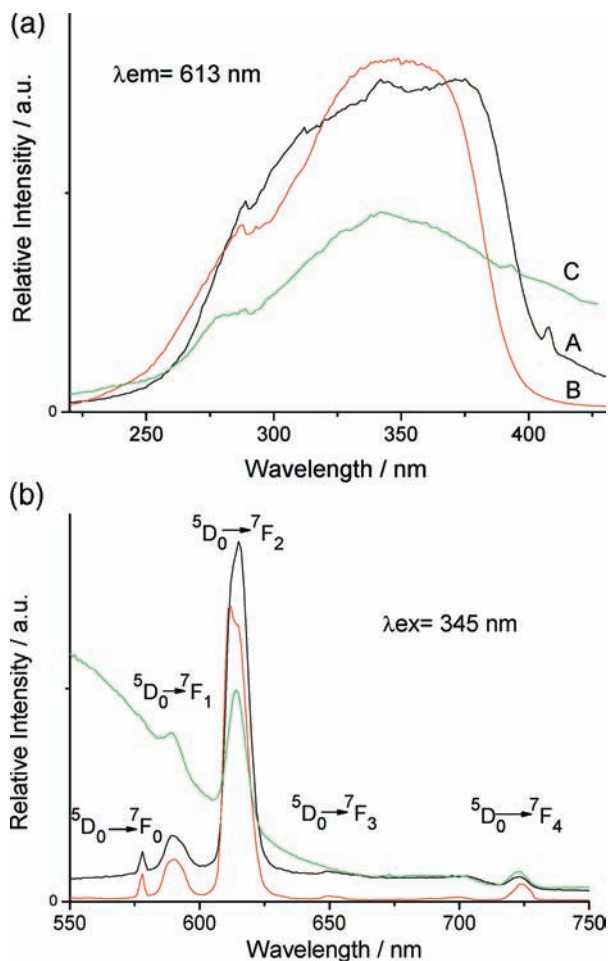 (a)
λem= 613 nm
Relative Intensitiy / a.u.
C
A
B
0
250 300 350 400
Wavelength / nm
(b)
⁵D₀→⁷F₂
λex= 345 nm
⁵D₀→⁷F₁
Relative Intensity / a.u.
⁵D₀→⁷F₀
⁵D₀→⁷F₃
⁵D₀→⁷F₄
0
550 600 650 700 750
Wavelength / nm